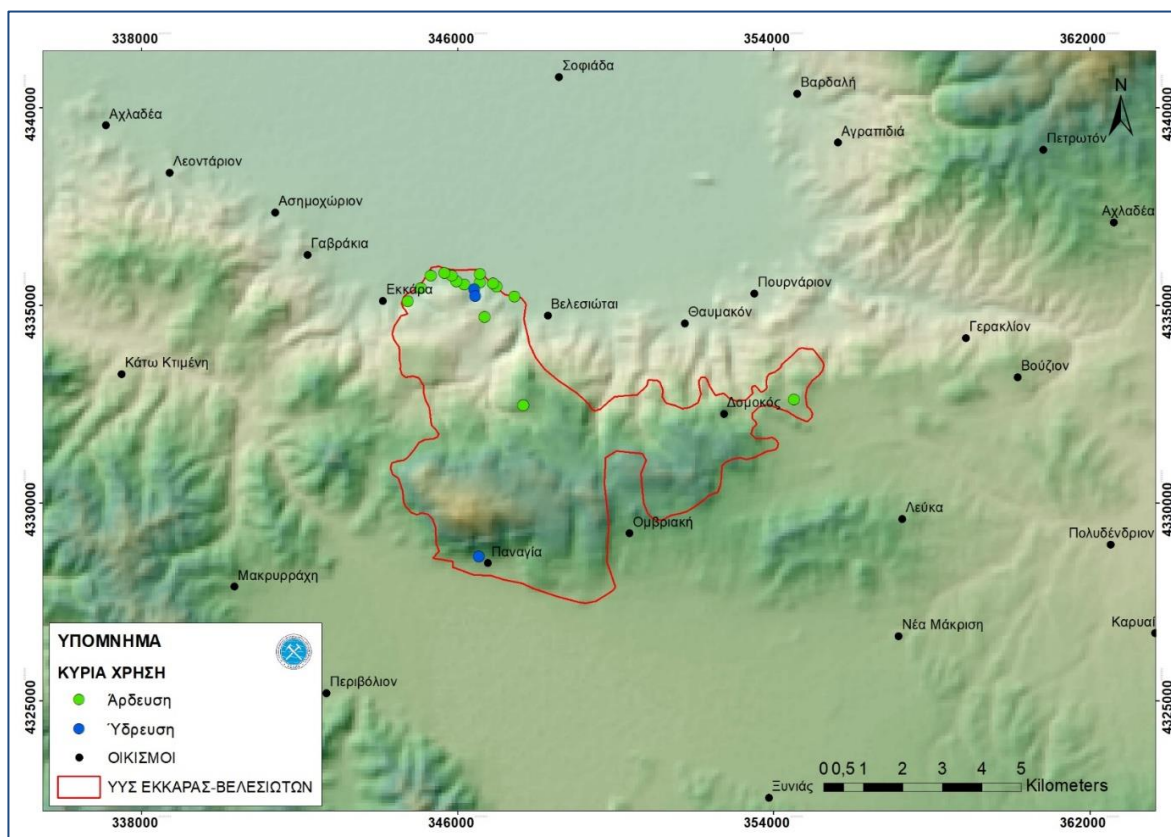 338000 346000 354000 362000
Σοφιάδα
Βαρδαλή
4340000 4340000
Αχλαδέα
Αγραπιδιά
Πετρωτόν
Λεοντάριον
Ασημοχώριον
Αχλαδέα
Γαβράκια
Πουρνάριον
Εκκάρα
4335000 4335000
Βελεσιώται
Θαυμακόν
Γερακλίον
Κάτω Κτιμένη
Βούζιον
Δομοκός
4330000 4330000
Λεύκα
Ομβριακή
Πολυδένδριον
Παναγία
Μακρυρράχη
Νέα Μάκριση
Καρυαί
Περιβόλιον
4325000 4325000
Ξυνιάς
N
ΥΠΟΜΝΗΜΑ
ΚΥΡΙΑ ΧΡΗΣΗ
Άρδευση
Ύδρευση
ΟΙΚΙΣΜΟΙ
ΥΥΣ ΕΚΚΑΡΑΣ-ΒΕΛΕΣΙΩΤΩΝ
0 0,5 1 2 3 4 5
Kilometers
338000 346000 354000 362000